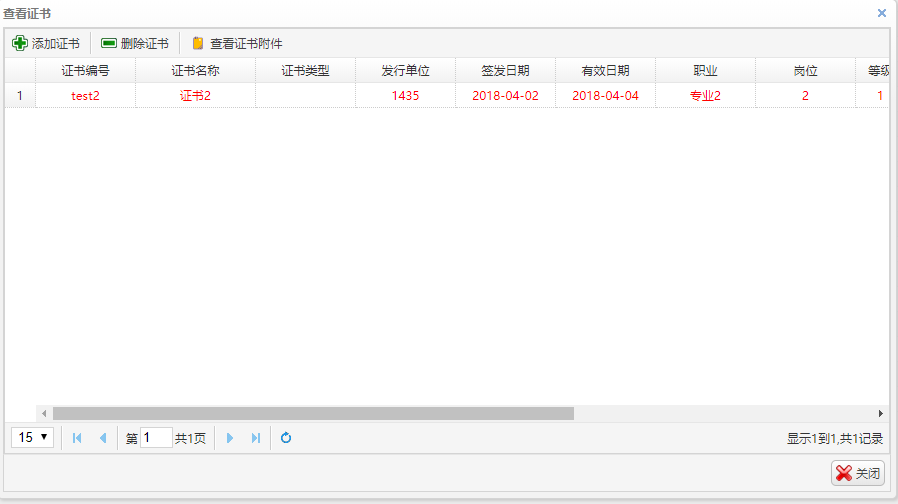 查看证书
添加证书 删除证书 查看证书附件
证书编号 证书名称 证书类型 发行单位 签发日期 有效日期 职业 岗位 等级
1 test2 证书2 1435 2018-04-02 2018-04-04 专业2 2 1
15 第 1 共1页 显示1到1,共1记录
关闭